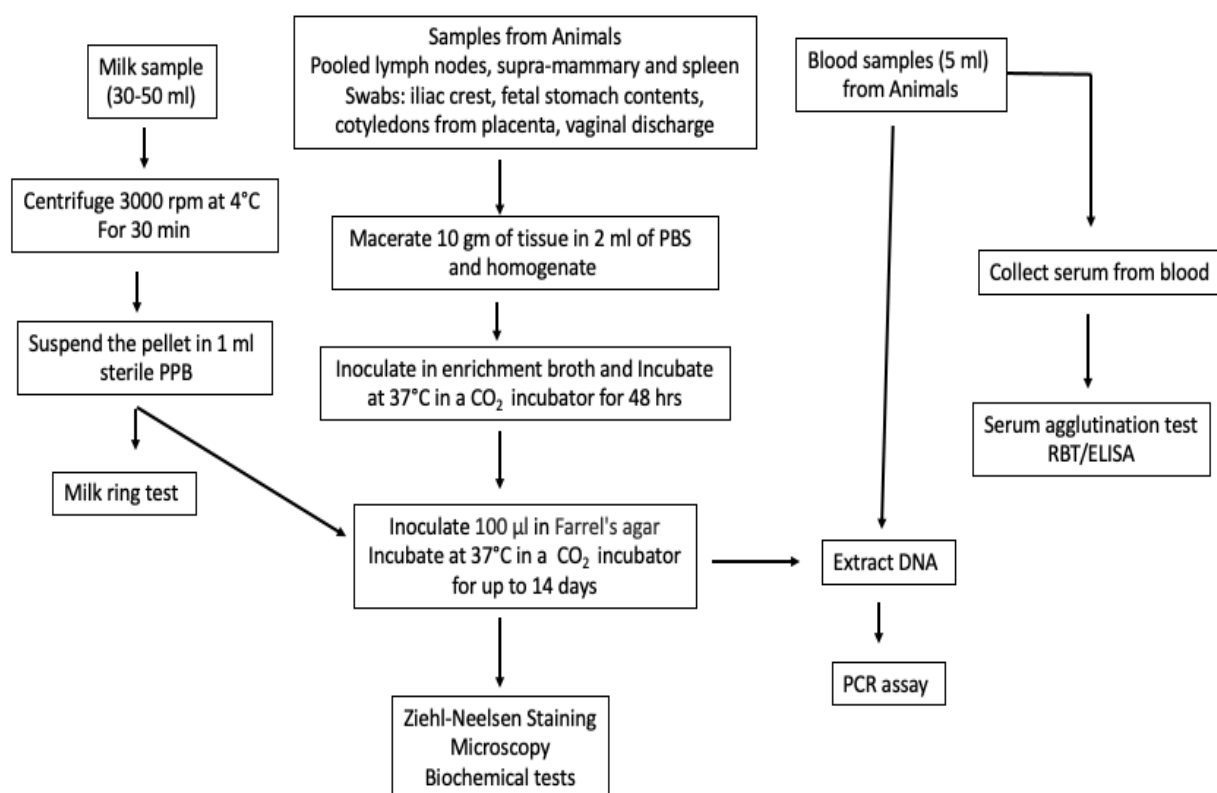 Milk sample
(30-50 ml)
Centrifuge 3000 rpm at 4°C
For 30 min
Suspend the pellet in 1 ml
sterile PPB
Milk ring test
Samples from Animals
Pooled lymph nodes, supra-mammary and spleen
Swabs: iliac crest, fetal stomach contents,
cotyledons from placenta, vaginal discharge
Macerate 10 gm of tissue in 2 ml of PBS
and homogenate
Inoculate in enrichment broth and Incubate
at 37°C in a CO₂ incubator for 48 hrs
Inoculate 100 µl in Farrel's agar
Incubate at 37°C in a CO₂ incubator
for up to 14 days
Ziehl-Neelsen Staining
Microscopy
Biochemical tests
Blood samples (5 ml)
from Animals
Extract DNA
PCR assay
Collect serum from blood
Serum agglutination test
RBT/ELISA